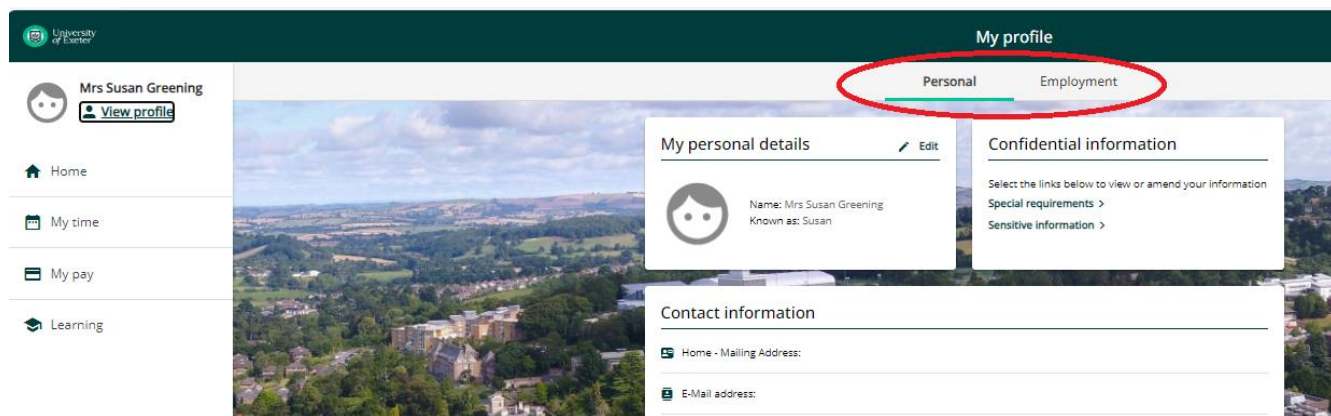 University
of Exeter
My profile
Mrs Susan Greening
View profile
Home
My time
My pay
Learning
Personal
Employment
My personal details
Edit
Name: Mrs Susan Greening
Known as: Susan
Confidential information
Select the links below to view or amend your information
Special requirements >
Sensitive information >
Contact information
Home - Mailing Address:
E-Mail address: